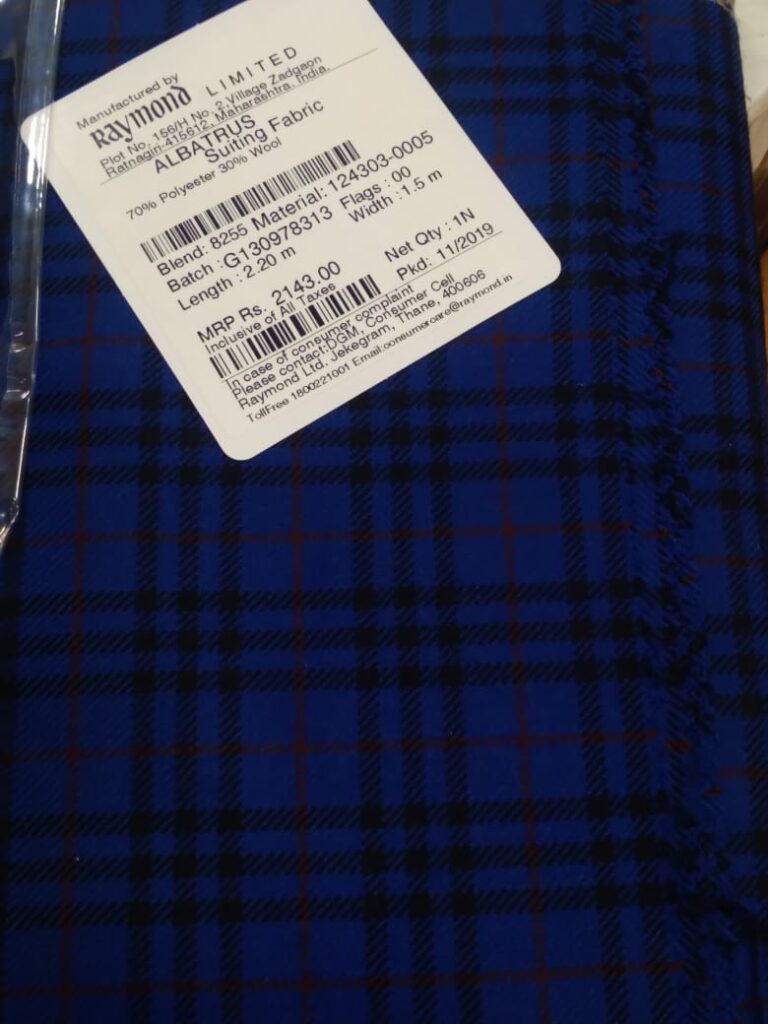 Manufactured by
Raymond LIMITED
Plot No. 156/H No. 2, Village Zadgaon
Ratnagiri-415612, Maharashtra, India.
ALBATRUS
Suiting Fabric
70% Polyester 30% Wool
Blend: 8255 Material: 124303-0005
Batch :G130978313 Flags : 00
Length : 2.20 m Width :1.5 m
MRP Rs. 2143.00 Net Qty : 1N
Inclusive of All Taxes Pkd: 11/2019
In case of consumer complaint
Please contact:DGM, Consumer Cell
Raymond Ltd. Jekegram, Thane, 400606
TollFree 1800221001 Email:consumercare@raymond.in